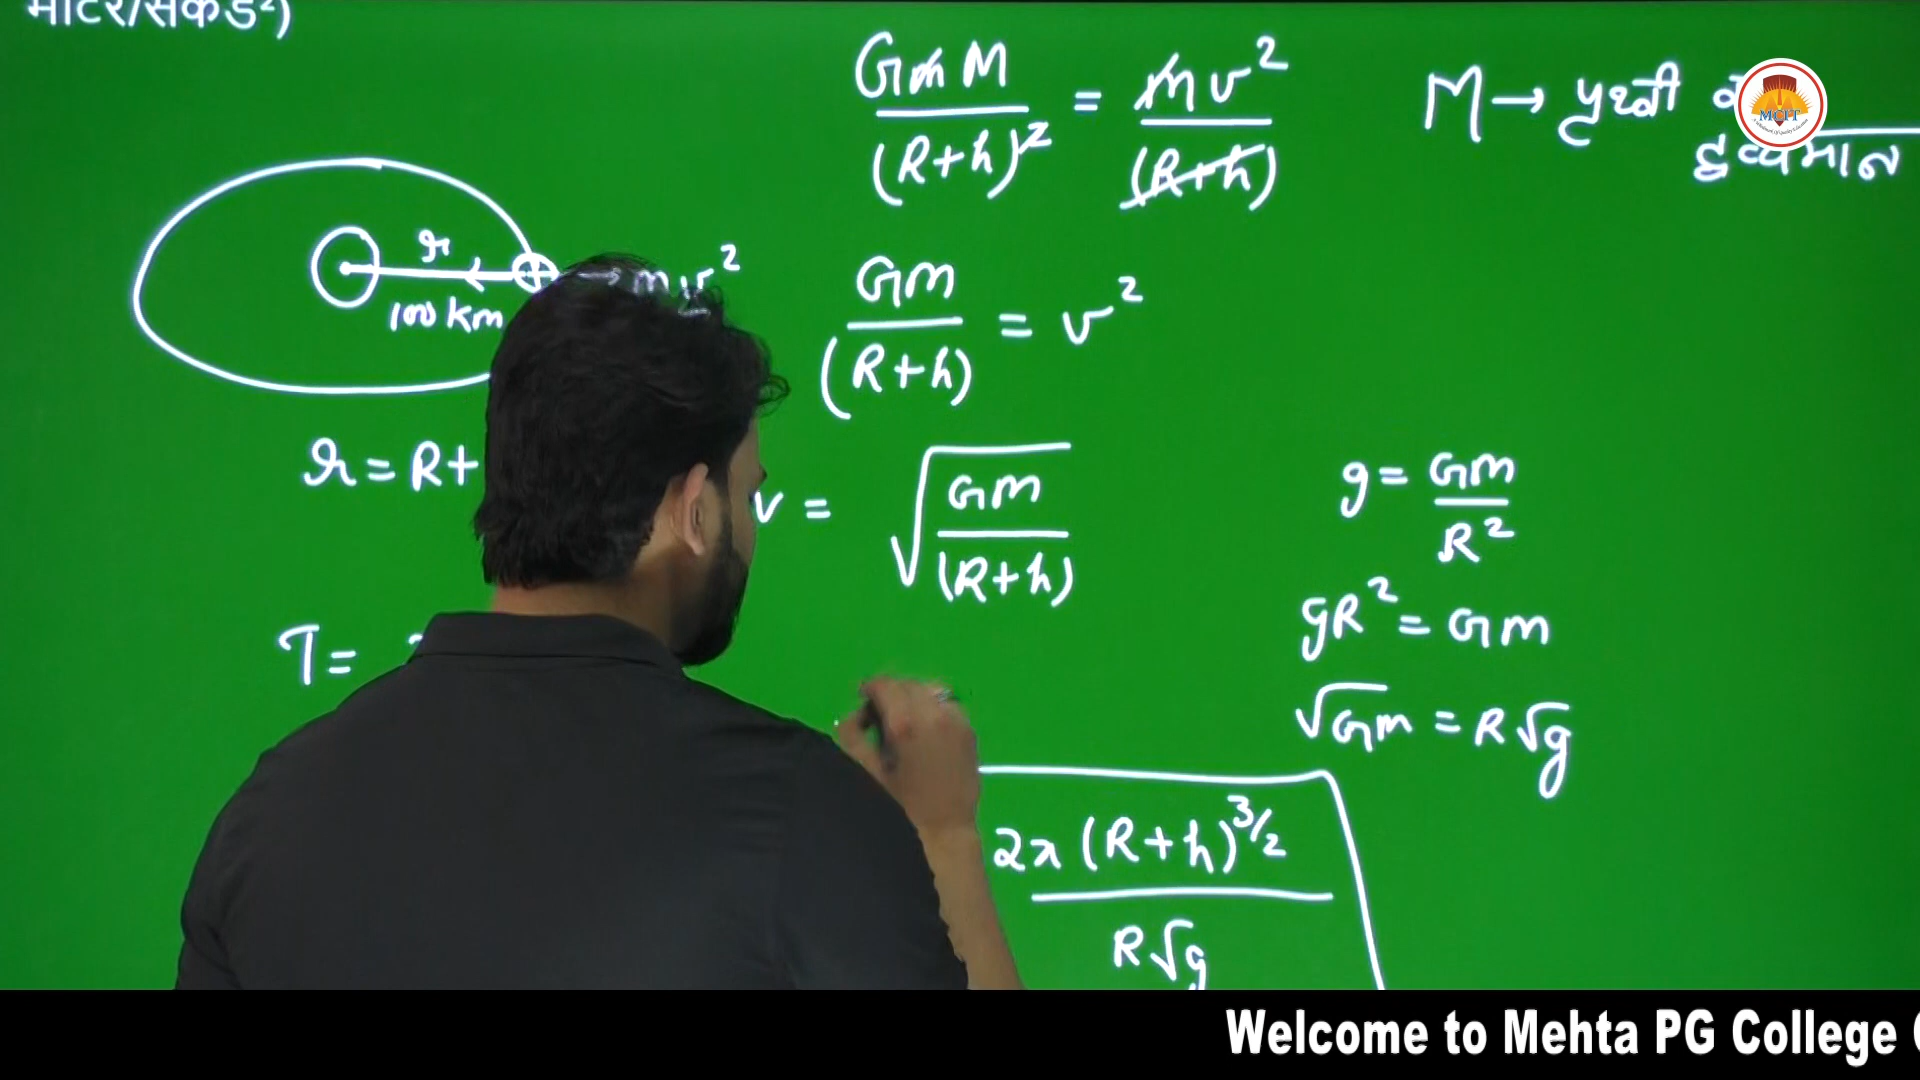 मीटर/सेकंड²)
GmM/(R+h)² = mv²/(R+h)
M → पृथ्वी
द्रव्यमान
MCIT
r
100 km
→ mv²
Gm/(R+h) = v²
r = R+
v = √(Gm/(R+h))
g = Gm/R²
gR² = Gm
T =
√Gm = R√g
2π(R+h)^3/2 / R√g
Welcome to Mehta PG College